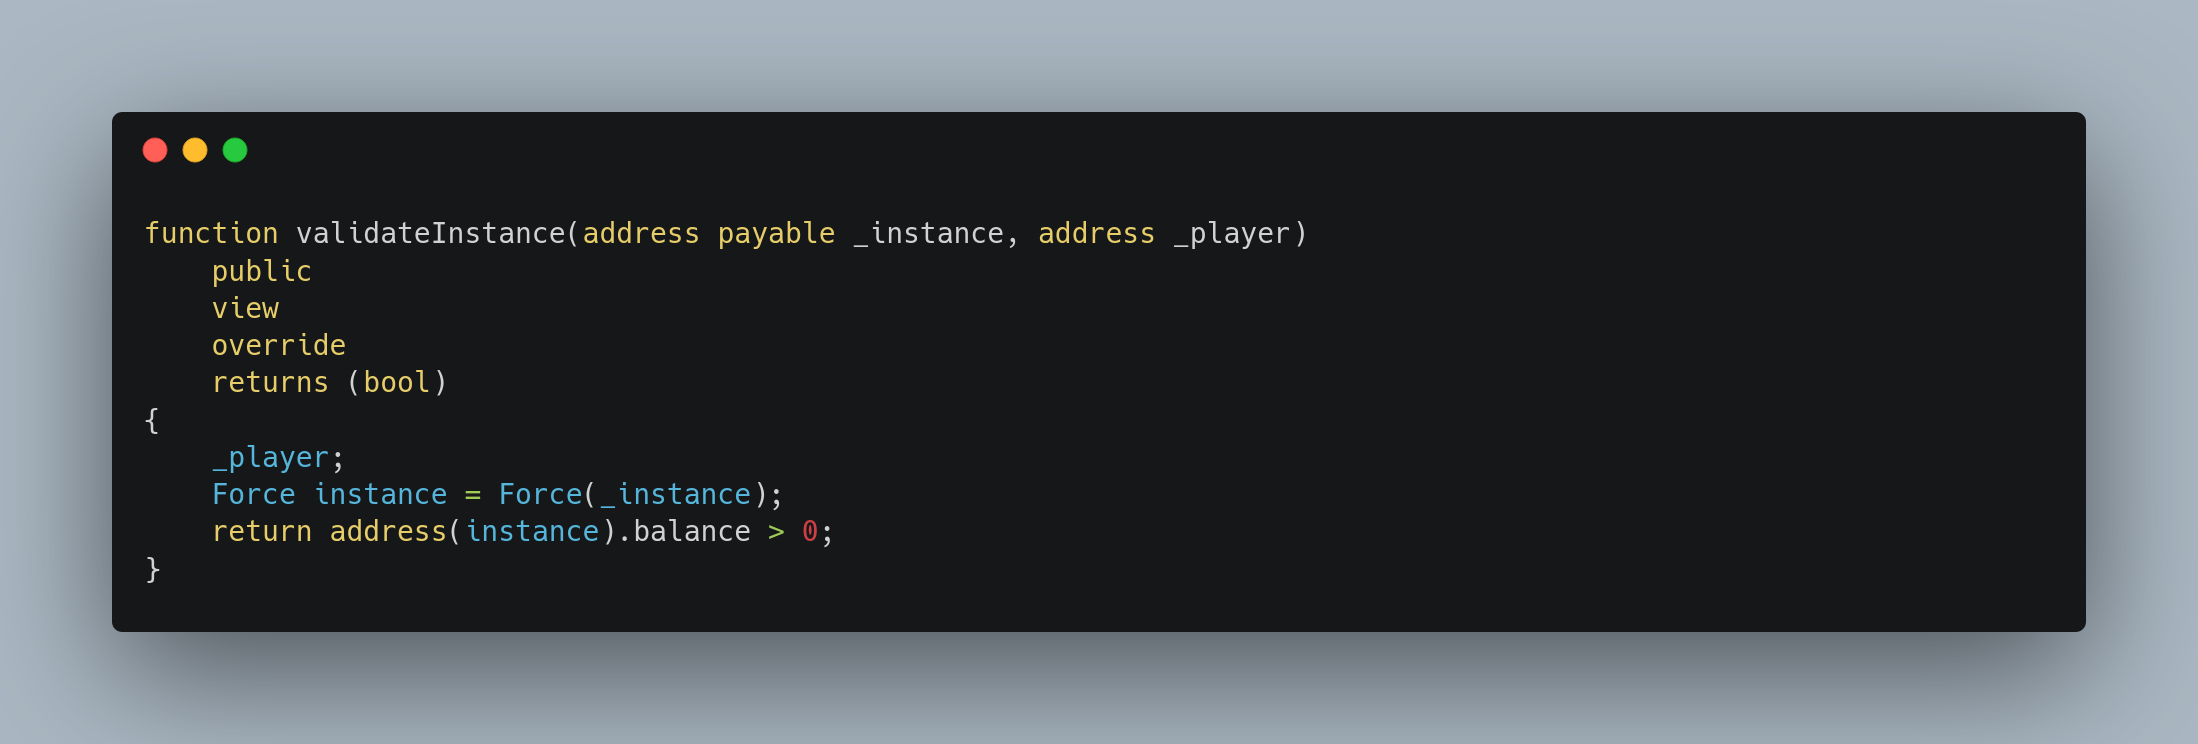 function validateInstance(address payable _instance, address _player)
    public
    view
    override
    returns (bool)
{
    _player;
    Force instance = Force(_instance);
    return address(instance).balance > 0;
}